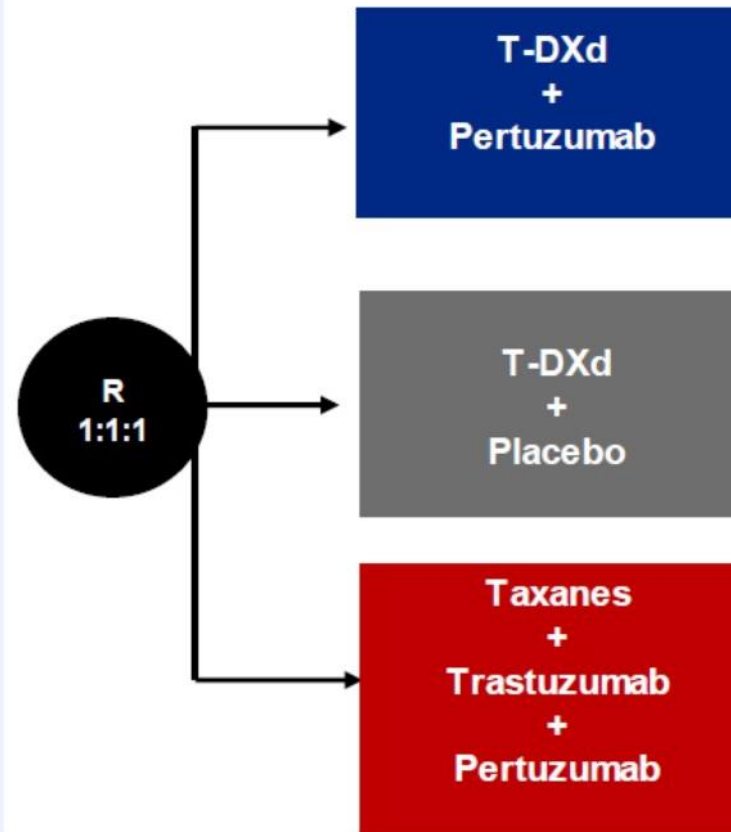 T-DXd
+
Pertuzumab
R
1:1:1
T-DXd
+
Placebo
Taxanes
+
Trastuzumab
+
Pertuzumab